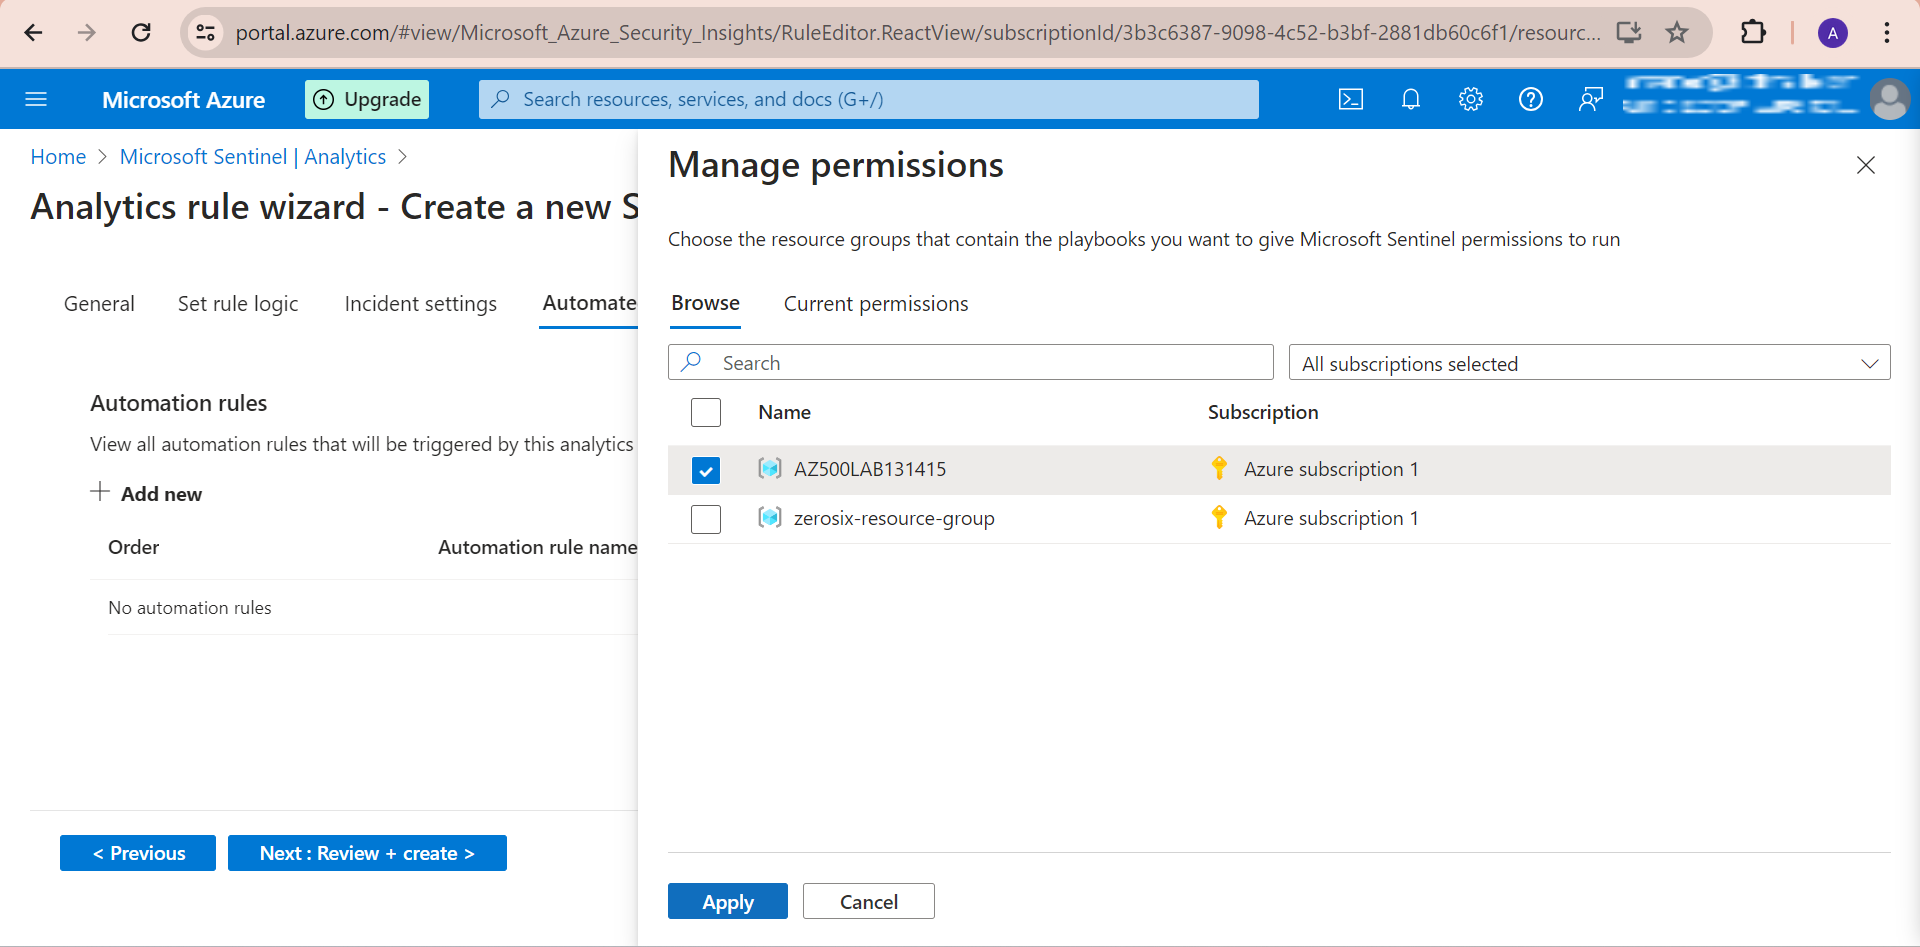 portal.azure.com/#view/Microsoft_Azure_Security_Insights/RuleEditor.ReactView/subscriptionId/3b3c6387-9098-4c52-b3bf-2881db60c6f1/resourc...
A
Microsoft Azure
Upgrade
Search resources, services, and docs (G+/)
Home > Microsoft Sentinel | Analytics >
Analytics rule wizard - Create a new S
General
Set rule logic
Incident settings
Automate
Automation rules
View all automation rules that will be triggered by this analytics
+ Add new
Order
Automation rule name
No automation rules
< Previous
Next : Review + create >
Manage permissions
Choose the resource groups that contain the playbooks you want to give Microsoft Sentinel permissions to run
Browse
Current permissions
Search
All subscriptions selected
Name
Subscription
AZ500LAB131415
Azure subscription 1
zerosix-resource-group
Azure subscription 1
Apply
Cancel